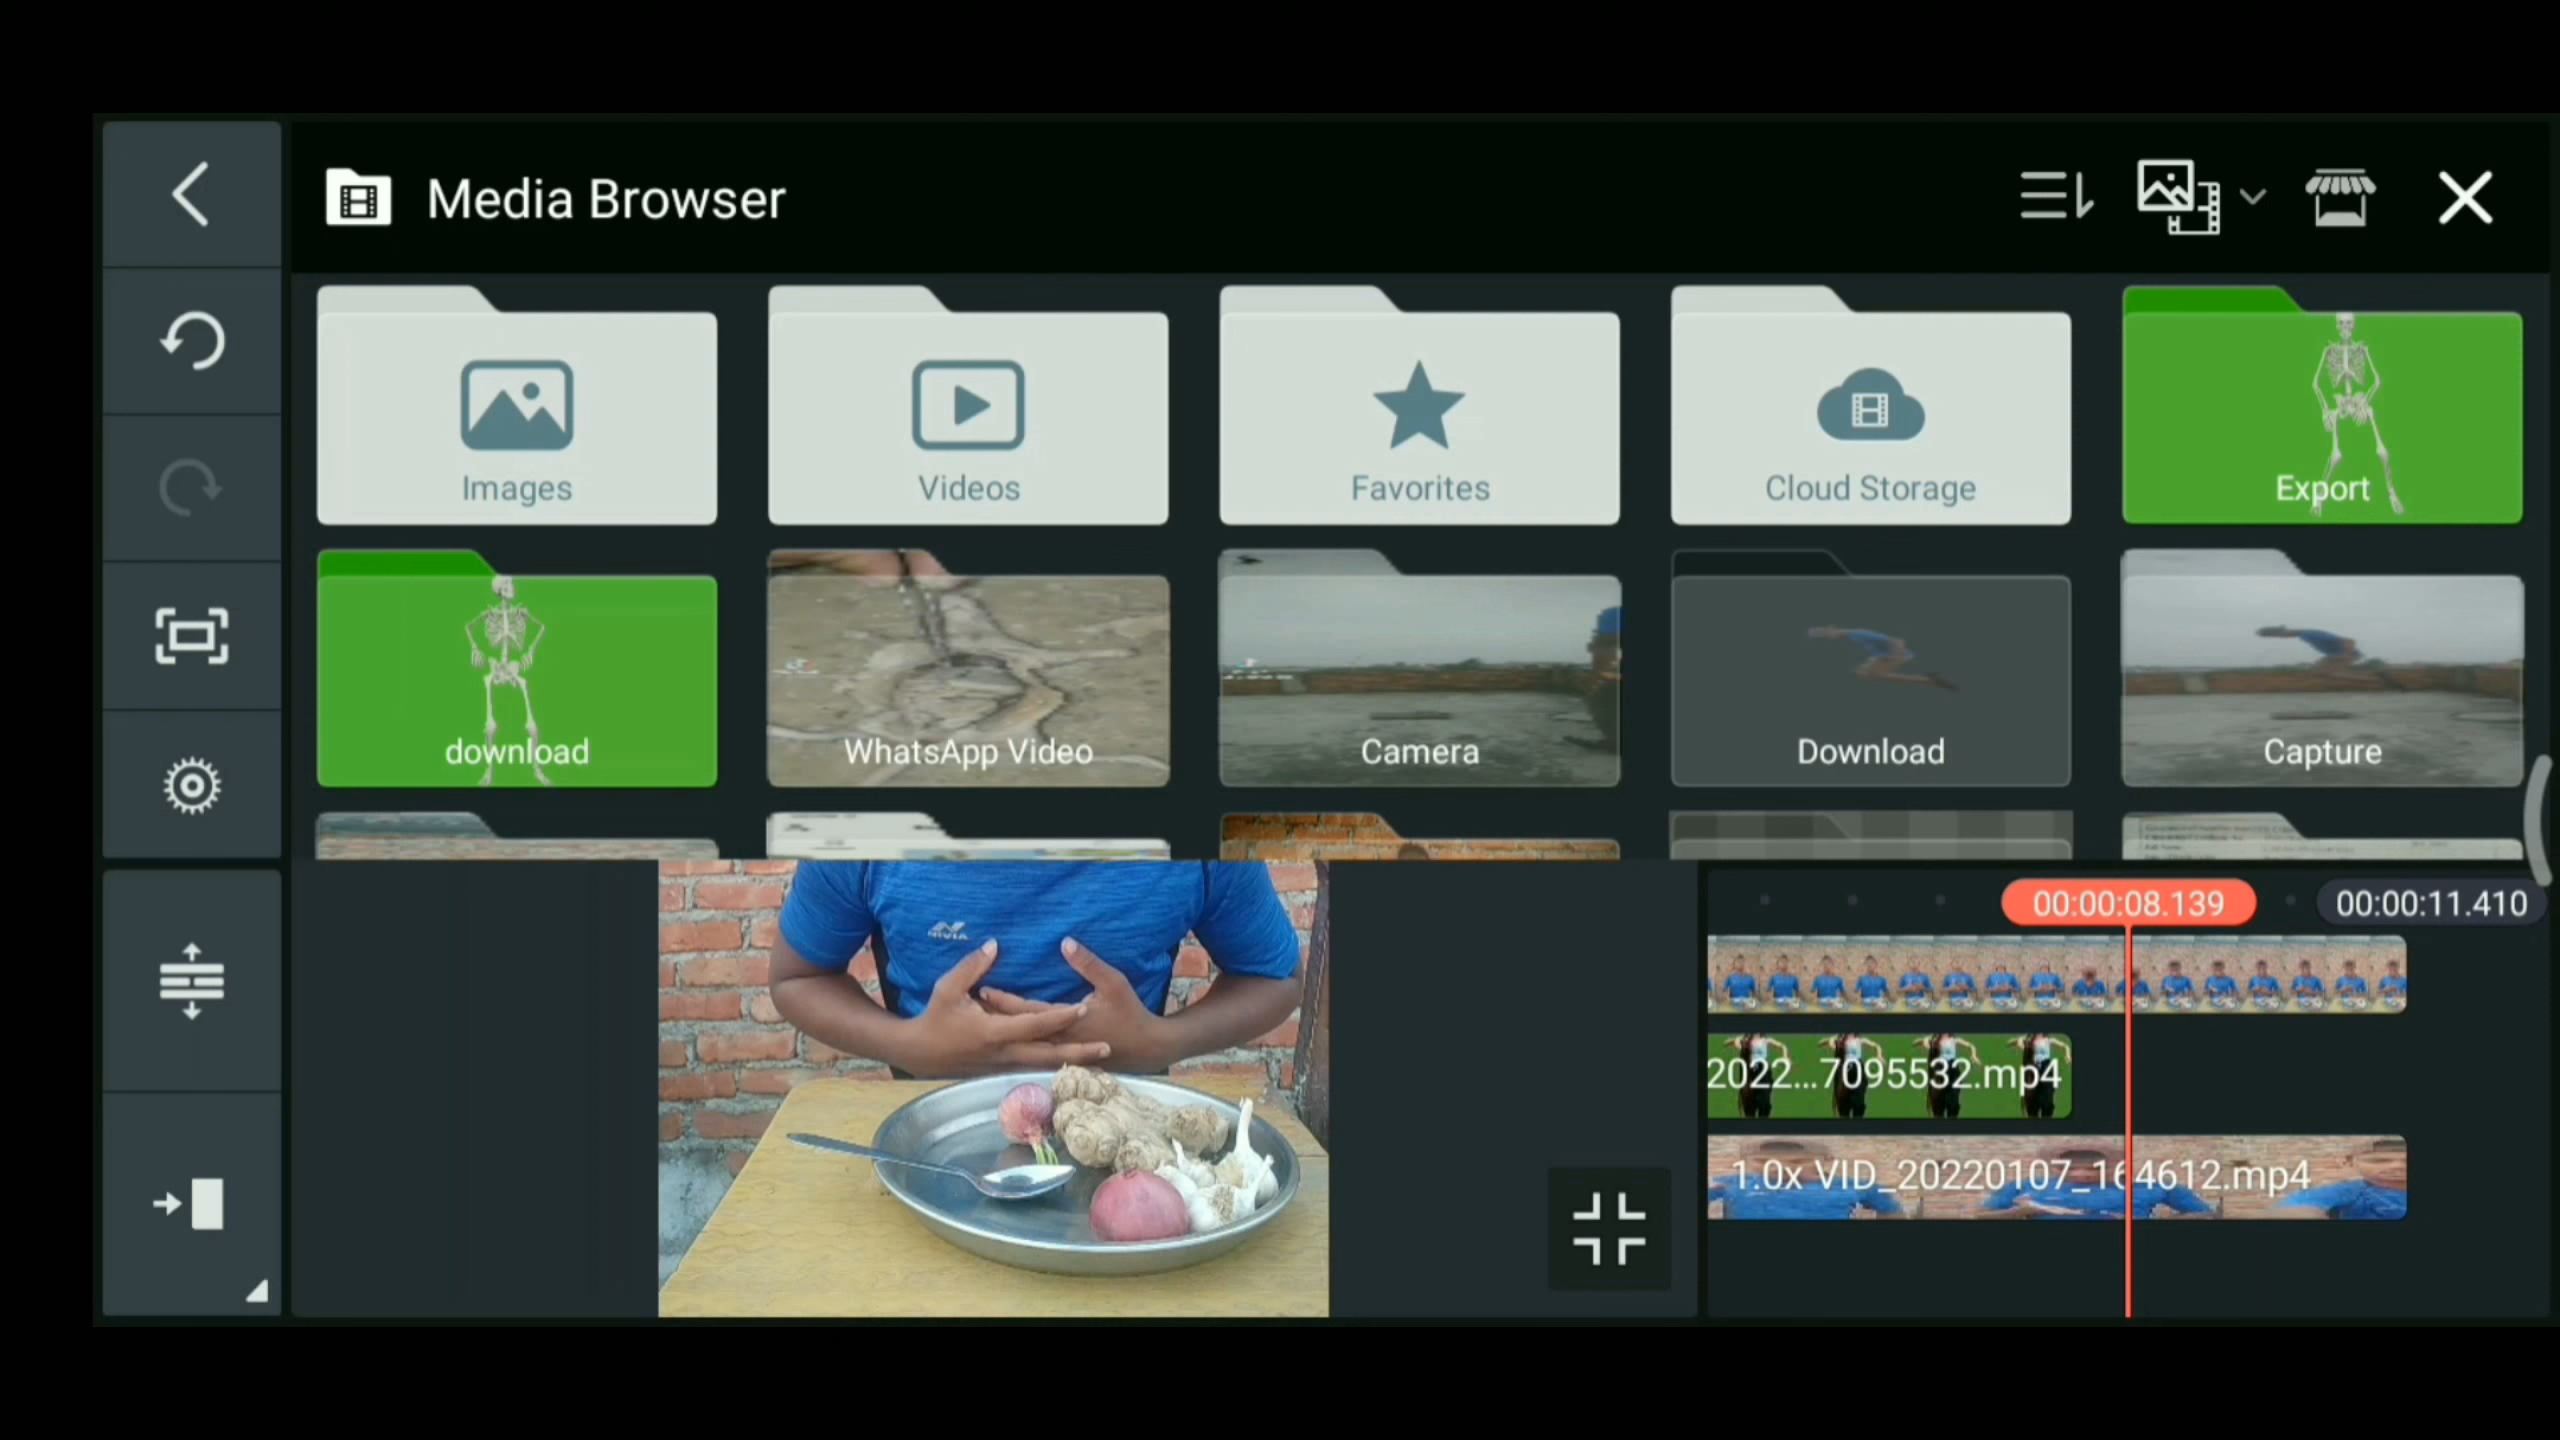 Media Browser
Images
Videos
Favorites
Cloud Storage
Export
download
WhatsApp Video
Camera
Download
Capture
NIVIA
00:00:08.139
00:00:11.410
2022...7095532.mp4
1.0x VID_20220107_164612.mp4